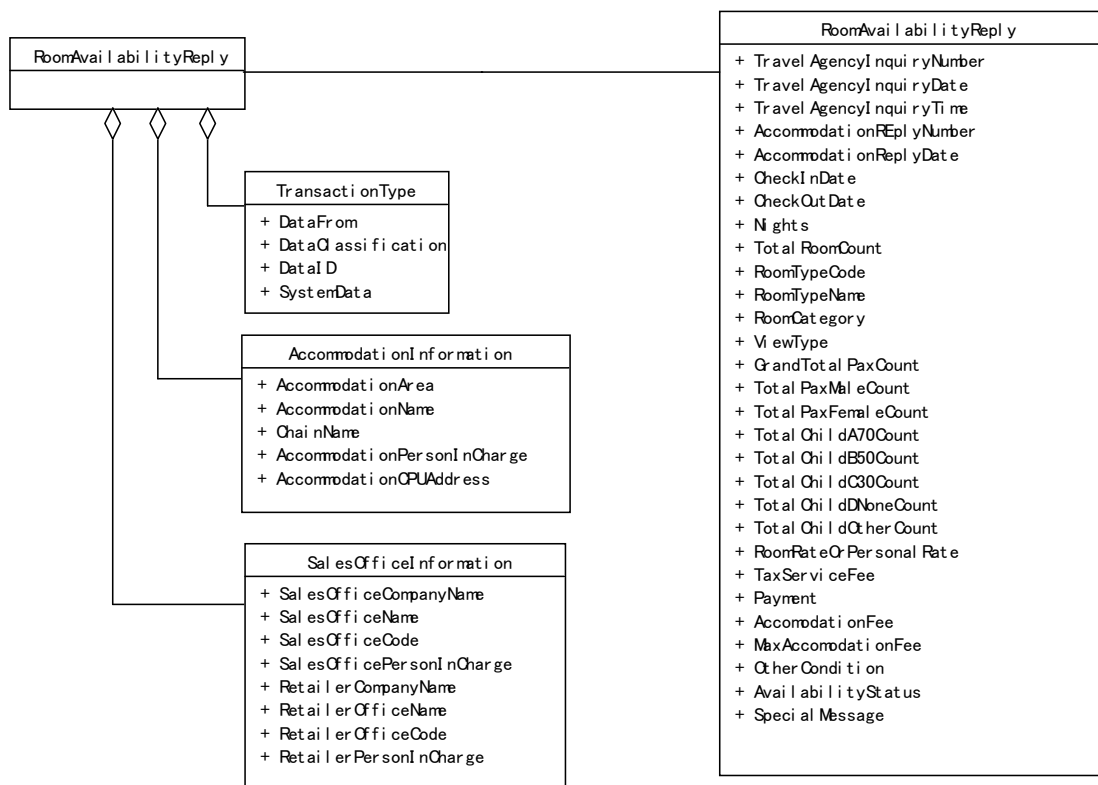 RoomAvailabilityReply
TransactionType
+ DataFrom
+ DataClassification
+ DataID
+ SystemData
AccommodationInformation
+ AccommodationArea
+ AccommodationName
+ ChainName
+ AccommodationPersonInCharge
+ AccommodationCPUAddress
SalesOfficeInformation
+ SalesOfficeCompanyName
+ SalesOfficeName
+ SalesOfficeCode
+ SalesOfficePersonInCharge
+ RetailerCompanyName
+ RetailerOfficeName
+ RetailerOfficeCode
+ RetailerPersonInCharge
RoomAvailabilityReply
+ TravelAgencyInquiryNumber
+ TravelAgencyInquiryDate
+ TravelAgencyInquiryTime
+ AccommodationREplyNumber
+ AccommodationReplyDate
+ CheckInDate
+ CheckOutDate
+ Nights
+ TotalRoomCount
+ RoomTypeCode
+ RoomTypeName
+ RoomCategory
+ ViewType
+ GrandTotalPaxCount
+ TotalPaxMaleCount
+ TotalPaxFemaleCount
+ TotalChildA70Count
+ TotalChildB50Count
+ TotalChildC30Count
+ TotalChildDNoneCount
+ TotalChildOtherCount
+ RoomRateOrPersonalRate
+ TaxServiceFee
+ Payment
+ AccomodationFee
+ MaxAccomodationFee
+ OtherCondition
+ AvailabilityStatus
+ SpecialMessage